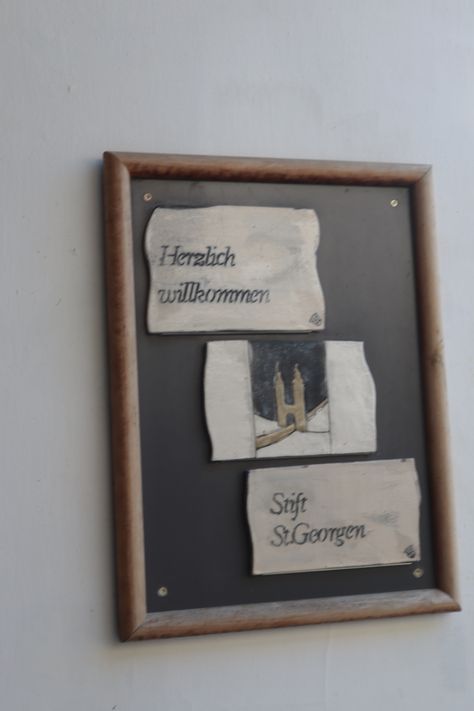 Herzlich
willkommen
Stift
St.Georgen